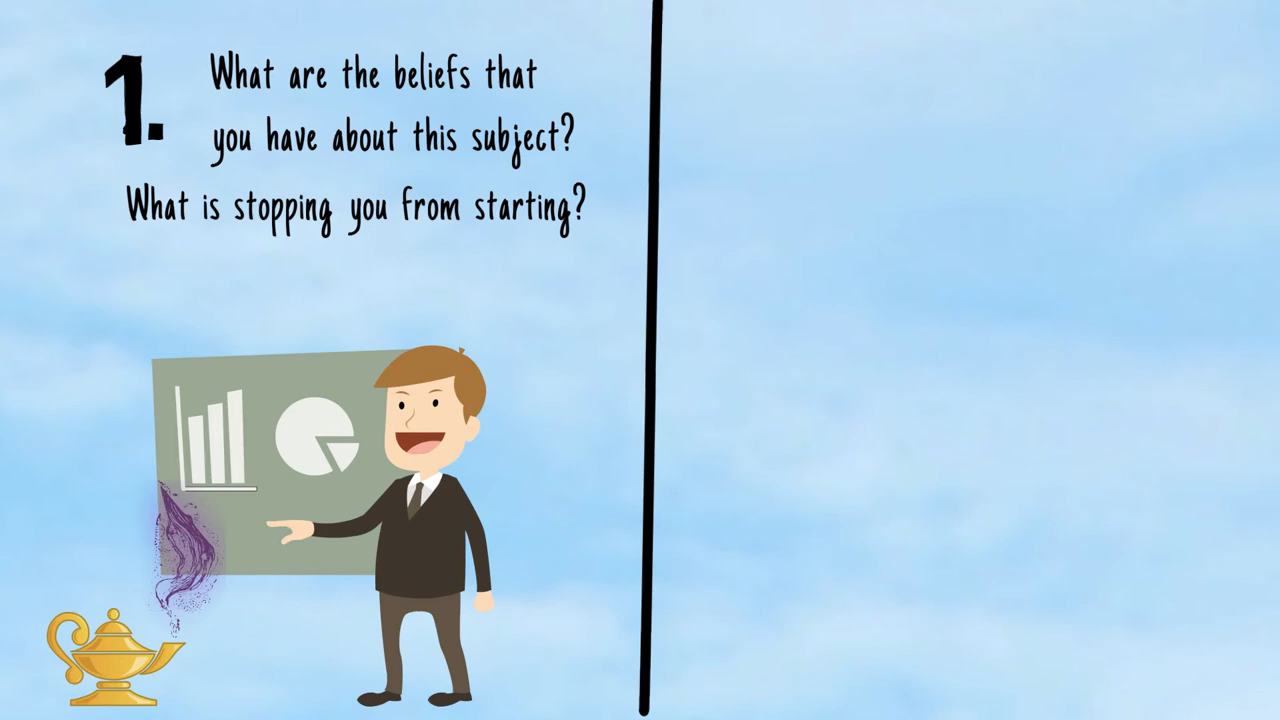 1. What are the beliefs that
you have about this subject?
What is stopping you from starting?